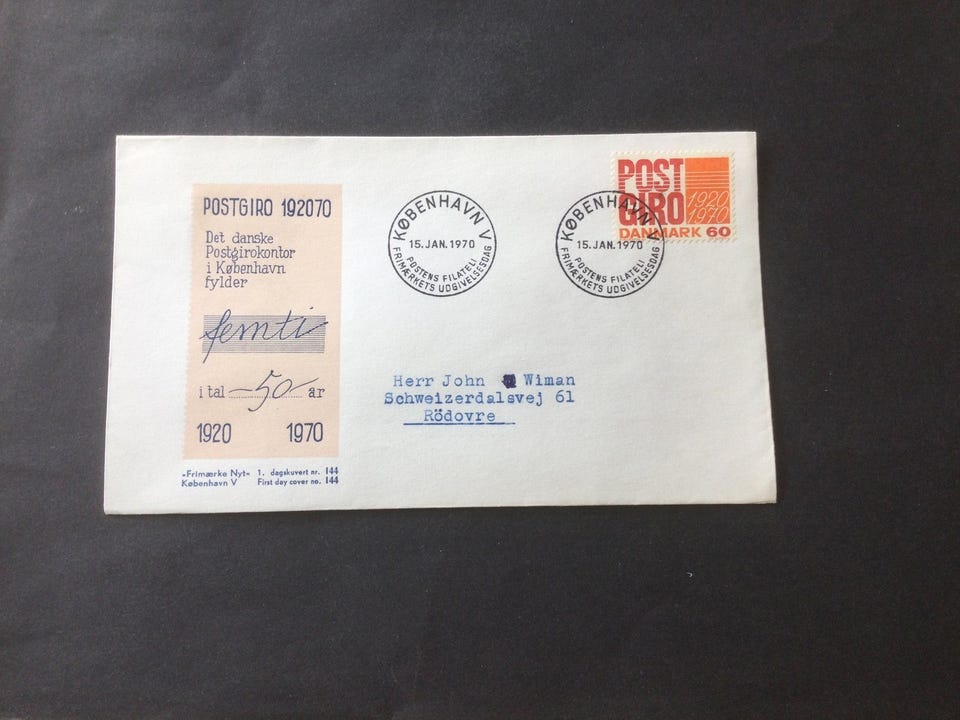 POSTGIRO 192070
Det danske
Postgirokontor
i København
fylder
femti
i tal —50— år
1920 1970
»Frimærke Nyt« 1. dagskuvert nr. 144
København V First day cover no. 144
KØBENHAVN V
15.JAN.1970
POSTENS FILATELI
FRIMÆRKETS UDGIVELSESDAG
KØBENHAVN V
15.JAN.1970
POSTENS FILATELI
FRIMÆRKETS UDGIVELSESDAG
POST
GIRO
1920
1970
DANMARK 60
Herr John Wiman
Schweizerdalsvej 61
Rödovre